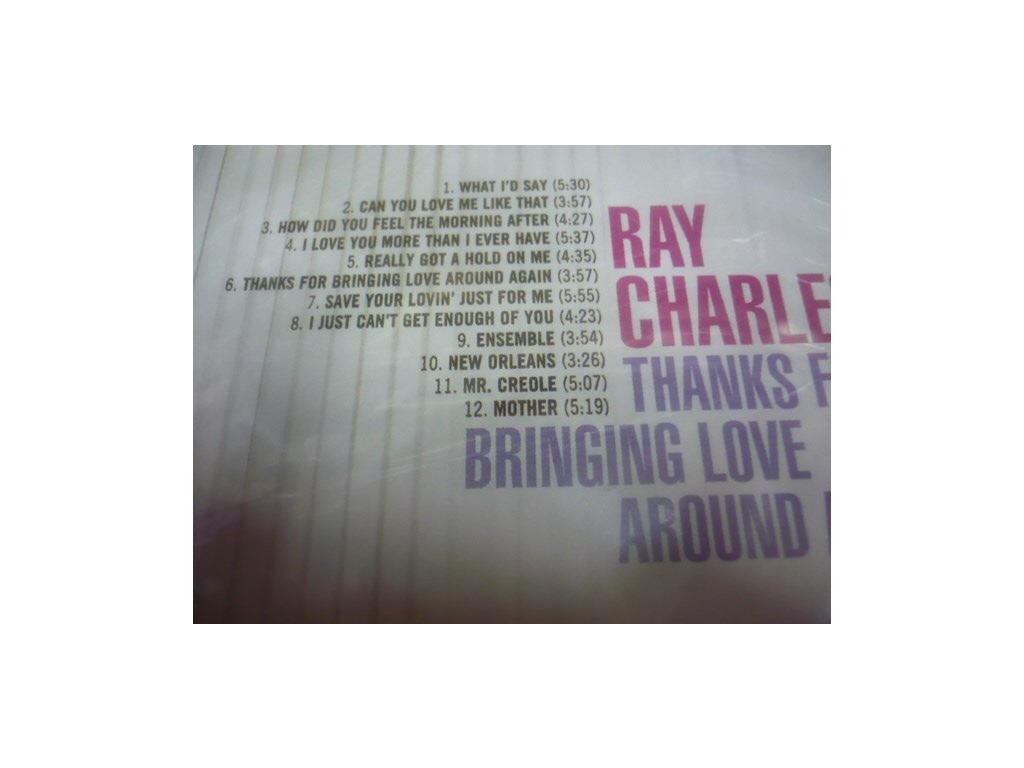 1. WHAT I'D SAY (5:30)
2. CAN YOU LOVE ME LIKE THAT (3:57)
3. HOW DID YOU FEEL THE MORNING AFTER (4:27)
4. I LOVE YOU MORE THAN I EVER HAVE (5:37)
5. REALLY GOT A HOLD ON ME (4:35)
6. THANKS FOR BRINGING LOVE AROUND AGAIN (3:57)
7. SAVE YOUR LOVIN' JUST FOR ME (5:55)
8. I JUST CAN'T GET ENOUGH OF YOU (4:23)
9. ENSEMBLE (3:54)
10. NEW ORLEANS (3:26)
11. MR. CREOLE (5:07)
12. MOTHER (5:19)
RAY
CHARLES
THANKS F
BRINGING LOVE
AROUND